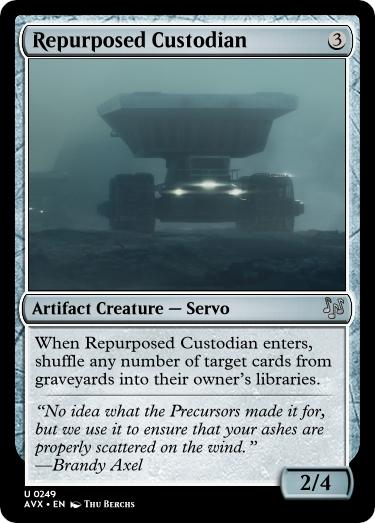 Repurposed Custodian 3
Artifact Creature — Servo
When Repurposed Custodian enters,
shuffle any number of target cards from
graveyards into their owner's libraries.
“No idea what the Precursors made it for,
but we use it to ensure that your ashes are
properly scattered on the wind.”
—Brandy Axel
2/4
U 0249
AVX • EN Thu Berchs